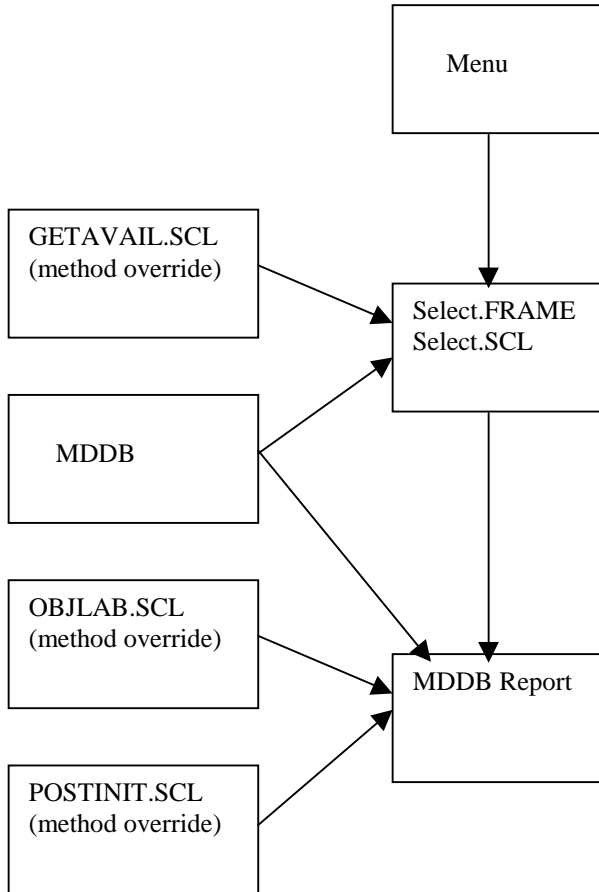 Menu
GETAVAIL.SCL
(method override)
Select.FRAME
Select.SCL
MDDB
OBJLAB.SCL
(method override)
MDDB Report
POSTINIT.SCL
(method override)